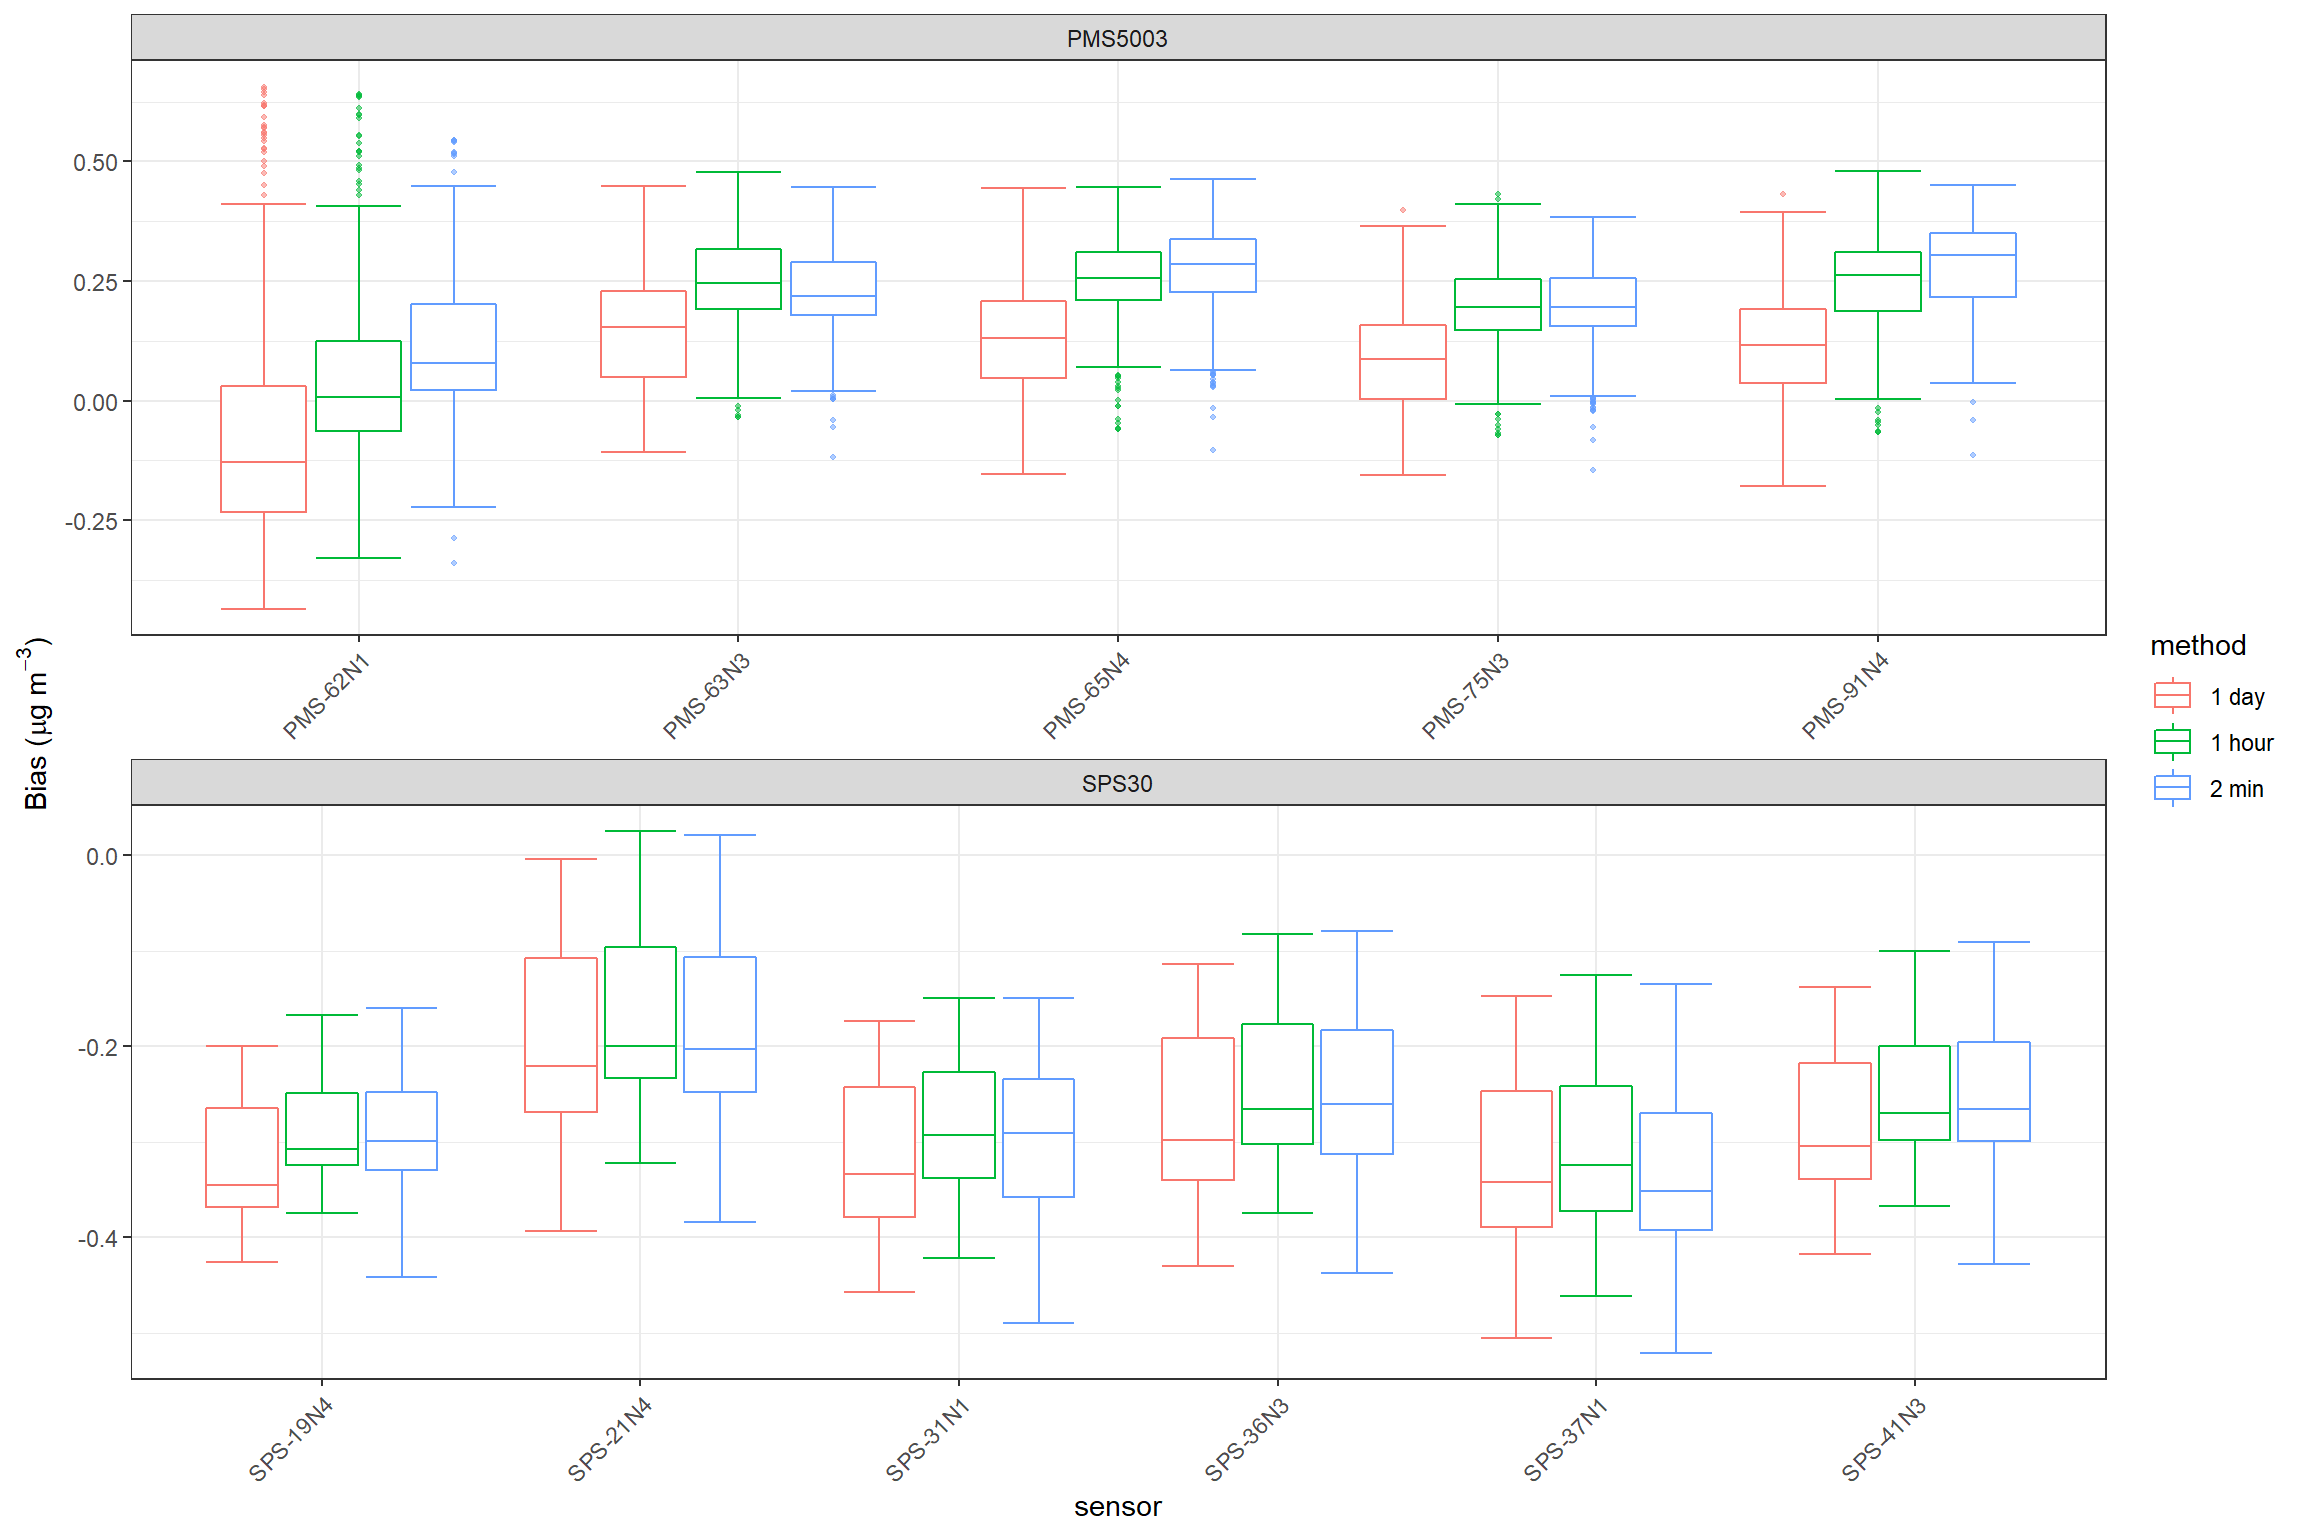 PMS5003
0.50
0.25
0.00
-0.25
PMS-62N1
PMS-63N3
PMS-65N4
PMS-75N3
PMS-91N4
Bias (μg m⁻³)
method
1 day
1 hour
2 min
SPS30
0.0
-0.2
-0.4
SPS-19N4
SPS-21N4
SPS-31N1
SPS-36N3
SPS-37N1
SPS-41N3
sensor